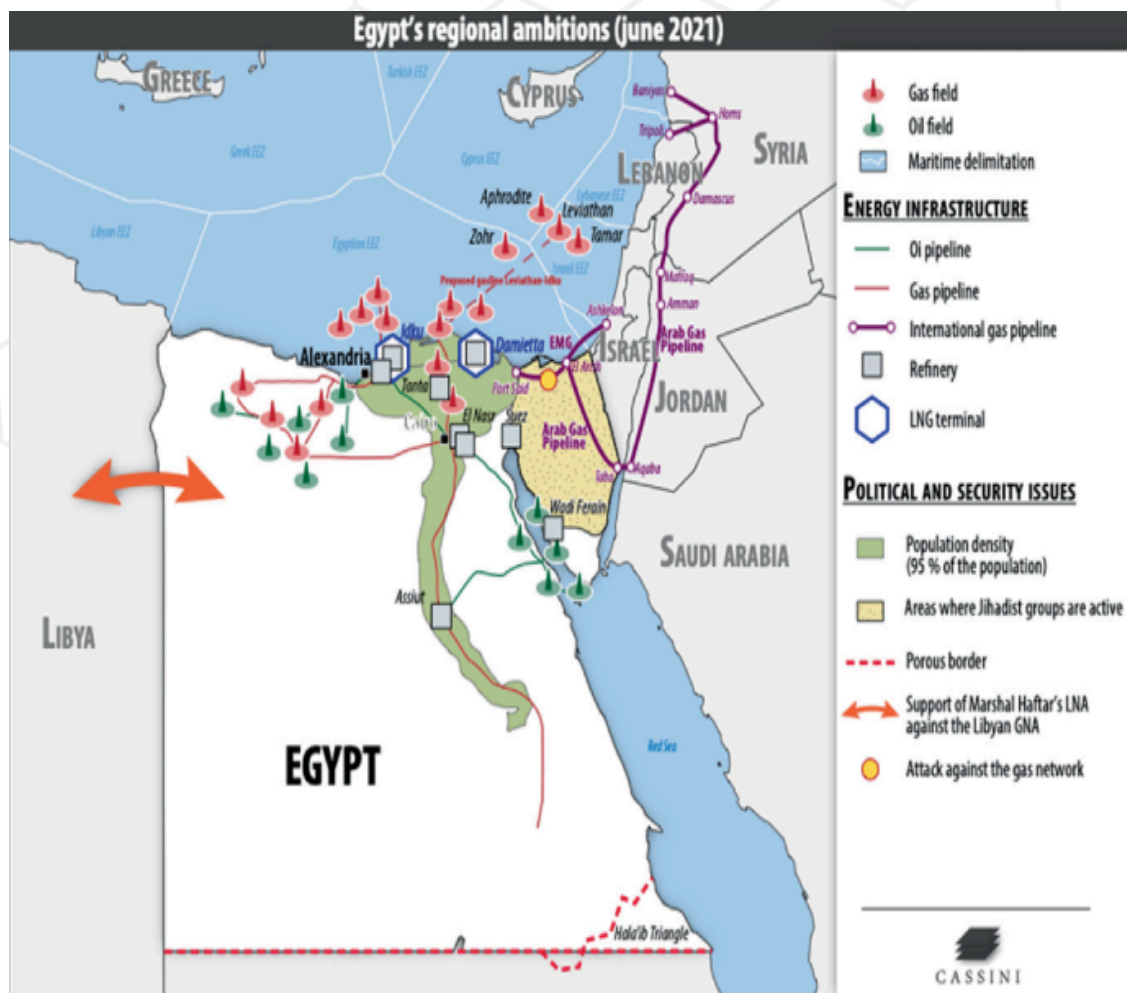 Egypt's regional ambitions (june 2021)
GREECE
Turkish EEZ
CYPRUS
Baniyas
Homs
Tripoli
SYRIA
Greek EEZ
Cyprus EEZ
LEBANON
Damascus
Aphrodite
Lebanese EEZ
Leviathan
Libyan EEZ
Egyptian EEZ
Zohr
Tamar
Israeli EEZ
Mafraq
Proposed gasline Leviathan-Idku
Amman
Ashkelon
Idku
Damietta
EMG
ISRAEL
Arab Gas
Pipeline
Alexandria
El Arish
Port Said
Tanta
JORDAN
Cairo
El Nasr
Suez
Arab Gas
Pipeline
Taba
Aqaba
Wadi Ferain
SAUDI ARABIA
Assiut
LIBYA
EGYPT
Red Sea
Hala'ib Triangle
Gas field
Oil field
Maritime delimitation
ENERGY INFRASTRUCTURE
Oi pipeline
Gas pipeline
International gas pipeline
Refinery
LNG terminal
POLITICAL AND SECURITY ISSUES
Population density
(95 % of the population)
Areas where Jihadist groups are active
Porous border
Support of Marshal Haftar's LNA
against the Libyan GNA
Attack against the gas network
CASSINI